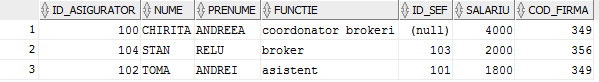 ID_ASIGURATOR NUME PRENUME FUNCTIE ID_SEF SALARIU COD_FIRMA
1 100 CHIRITA ANDREEA coordonator brokeri (null) 4000 349
2 104 STAN RELU broker 103 2000 356
3 102 TOMA ANDREI asistent 101 1800 349